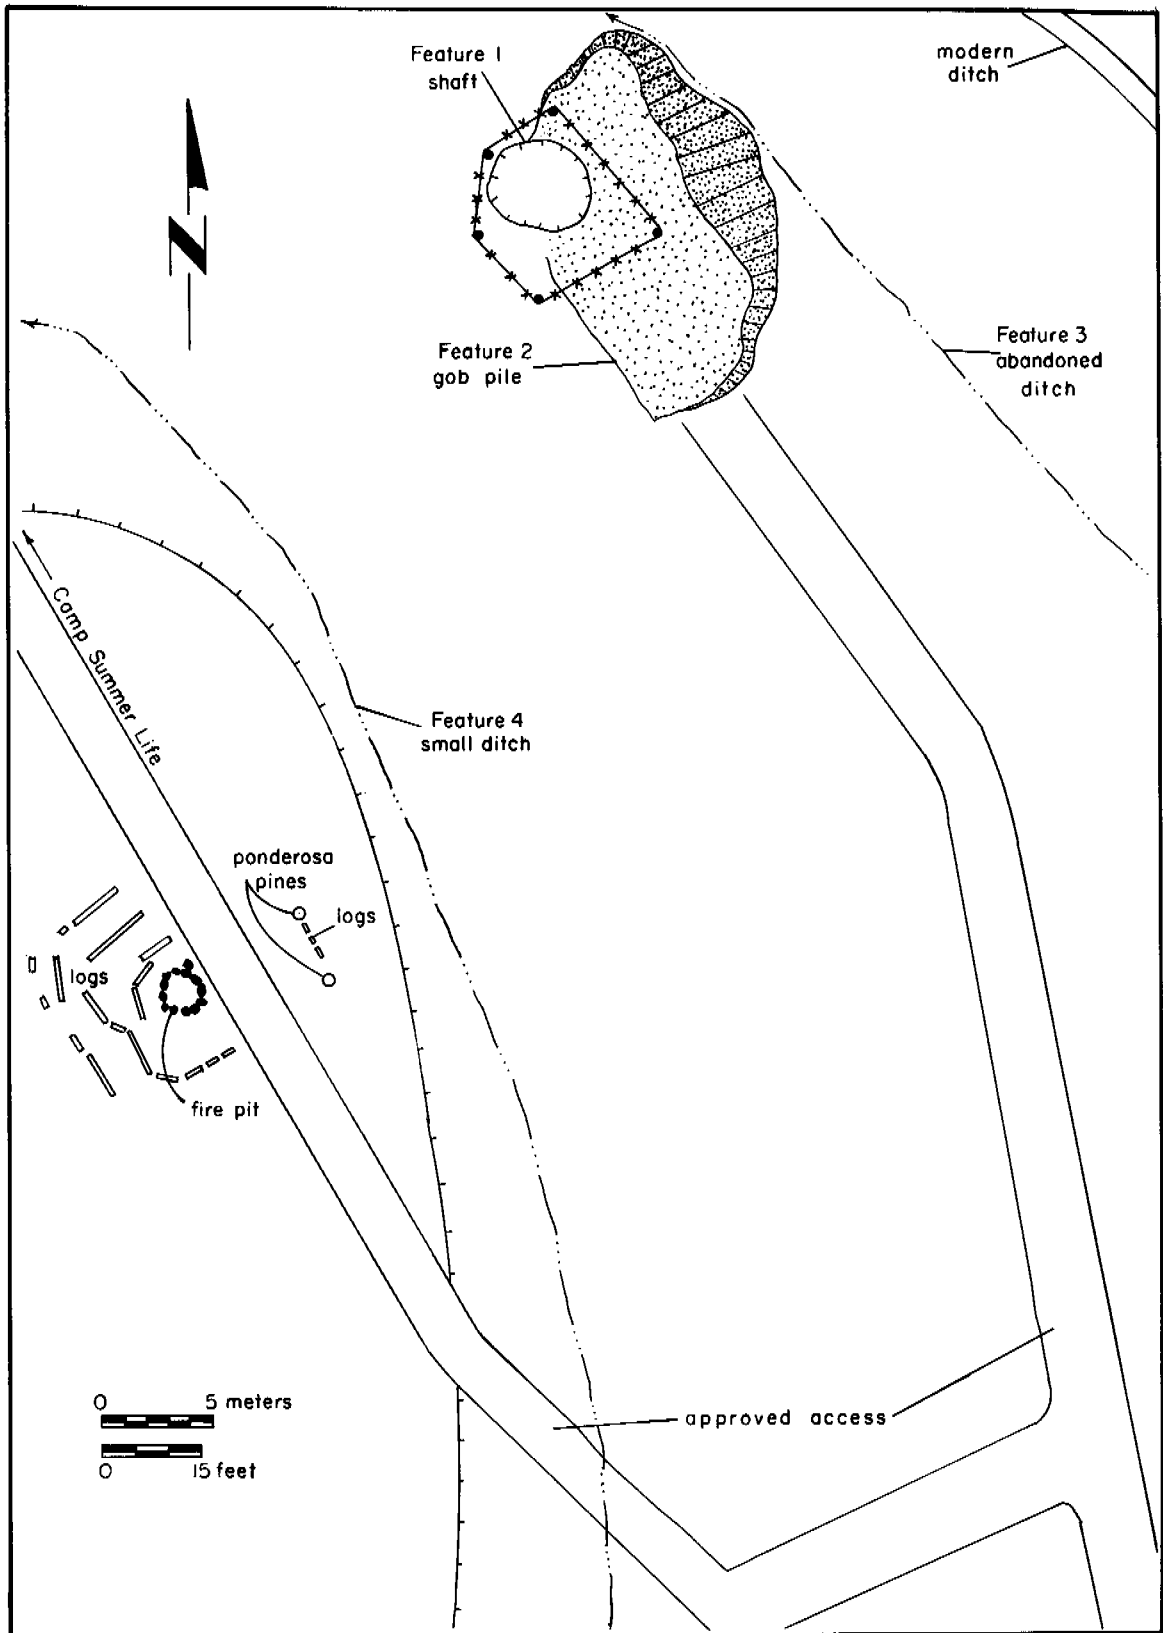 Feature 1
shaft
modern
ditch
N
Feature 2
gob pile
Feature 3
abandoned
ditch
Camp Summer Life
Feature 4
small ditch
ponderosa
pines
logs
logs
fire pit
0 5 meters
0 15 feet
approved access